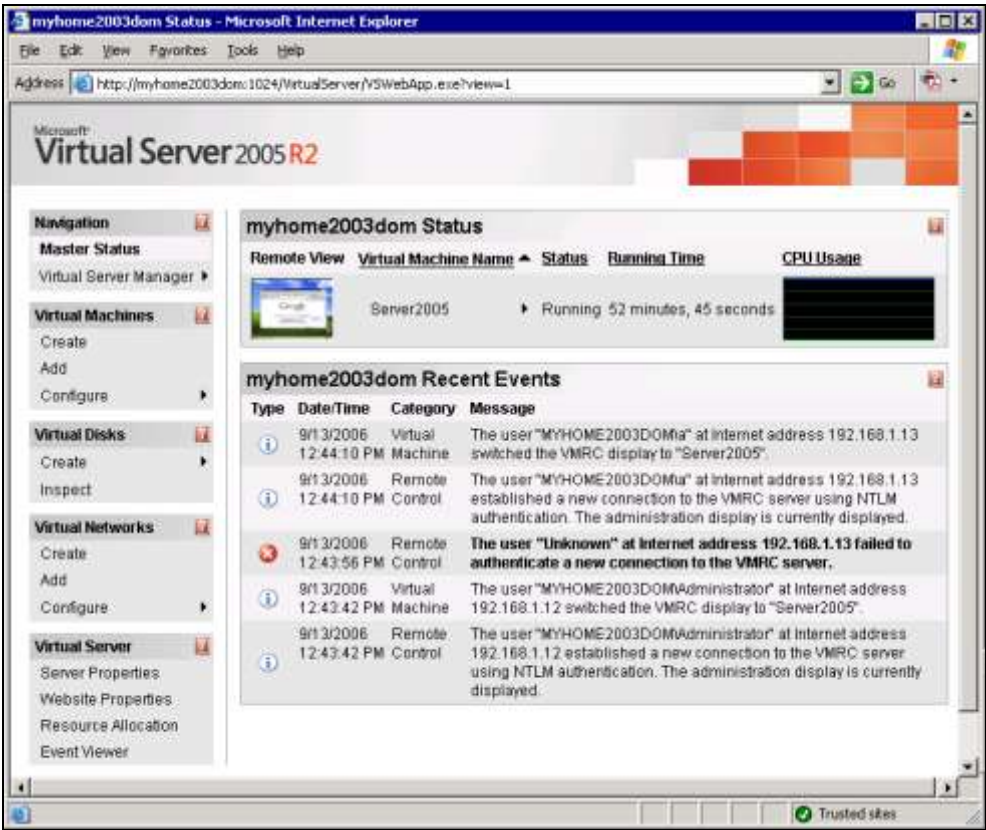 myhome2003dom Status - Microsoft Internet Explorer
File Edit View Favorites Tools Help
Address http://myhome2003dom:1024/VirtualServer/VSWebApp.exe?view=1 Go
Microsoft
Virtual Server 2005 R2
Navigation
Master Status
Virtual Server Manager
Virtual Machines
Create
Add
Configure
Virtual Disks
Create
Inspect
Virtual Networks
Create
Add
Configure
Virtual Server
Server Properties
Website Properties
Resource Allocation
Event Viewer
myhome2003dom Status
Remote View Virtual Machine Name Status Running Time CPU Usage
Server2005 Running 52 minutes, 45 seconds
myhome2003dom Recent Events
Type Date/Time Category Message
9/13/2006 Virtual The user "MYHOME2003DOM\a" at Internet address 192.168.1.13
12:44:10 PM Machine switched the VMRC display to "Server2005".
9/13/2006 Remote The user "MYHOME2003DOM\a" at Internet address 192.168.1.13
12:44:10 PM Control established a new connection to the VMRC server using NTLM
authentication. The administration display is currently displayed.
9/13/2006 Remote The user "Unknown" at Internet address 192.168.1.13 failed to
12:43:56 PM Control authenticate a new connection to the VMRC server.
9/13/2006 Virtual The user "MYHOME2003DOM\Administrator" at Internet address
12:43:42 PM Machine 192.168.1.12 switched the VMRC display to "Server2005".
9/13/2006 Remote The user "MYHOME2003DOM\Administrator" at Internet address
12:43:42 PM Control 192.168.1.12 established a new connection to the VMRC server
using NTLM authentication. The administration display is currently
displayed.
Trusted sites